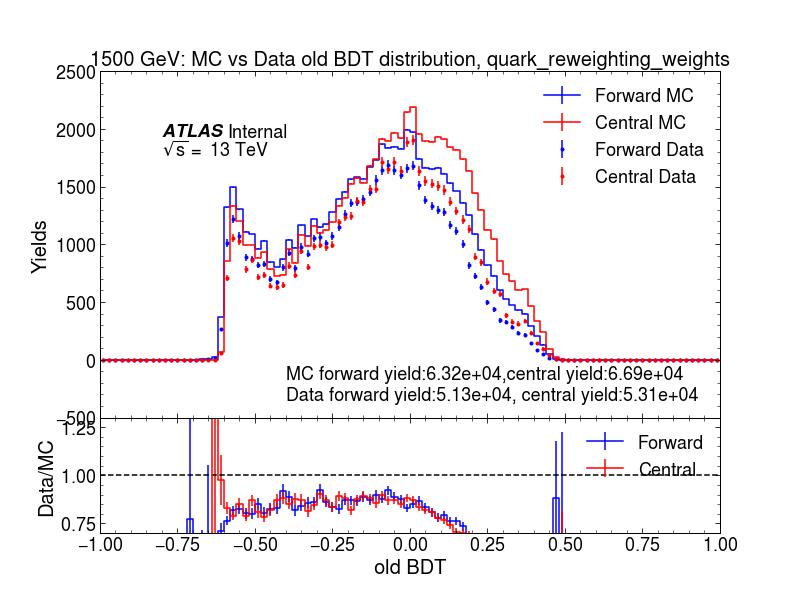 1500 GeV: MC vs Data old BDT distribution, quark_reweighting_weights
2500
2000
1500
1000
500
0
−500
Yields
ATLAS Internal
√s = 13 TeV
Forward MC
Central MC
Forward Data
Central Data
MC forward yield:6.32e+04,central yield:6.69e+04
Data forward yield:5.13e+04, central yield:5.31e+04
1.25
1.00
0.75
Data/MC
Forward
Central
−1.00 −0.75 −0.50 −0.25 0.00 0.25 0.50 0.75 1.00
old BDT